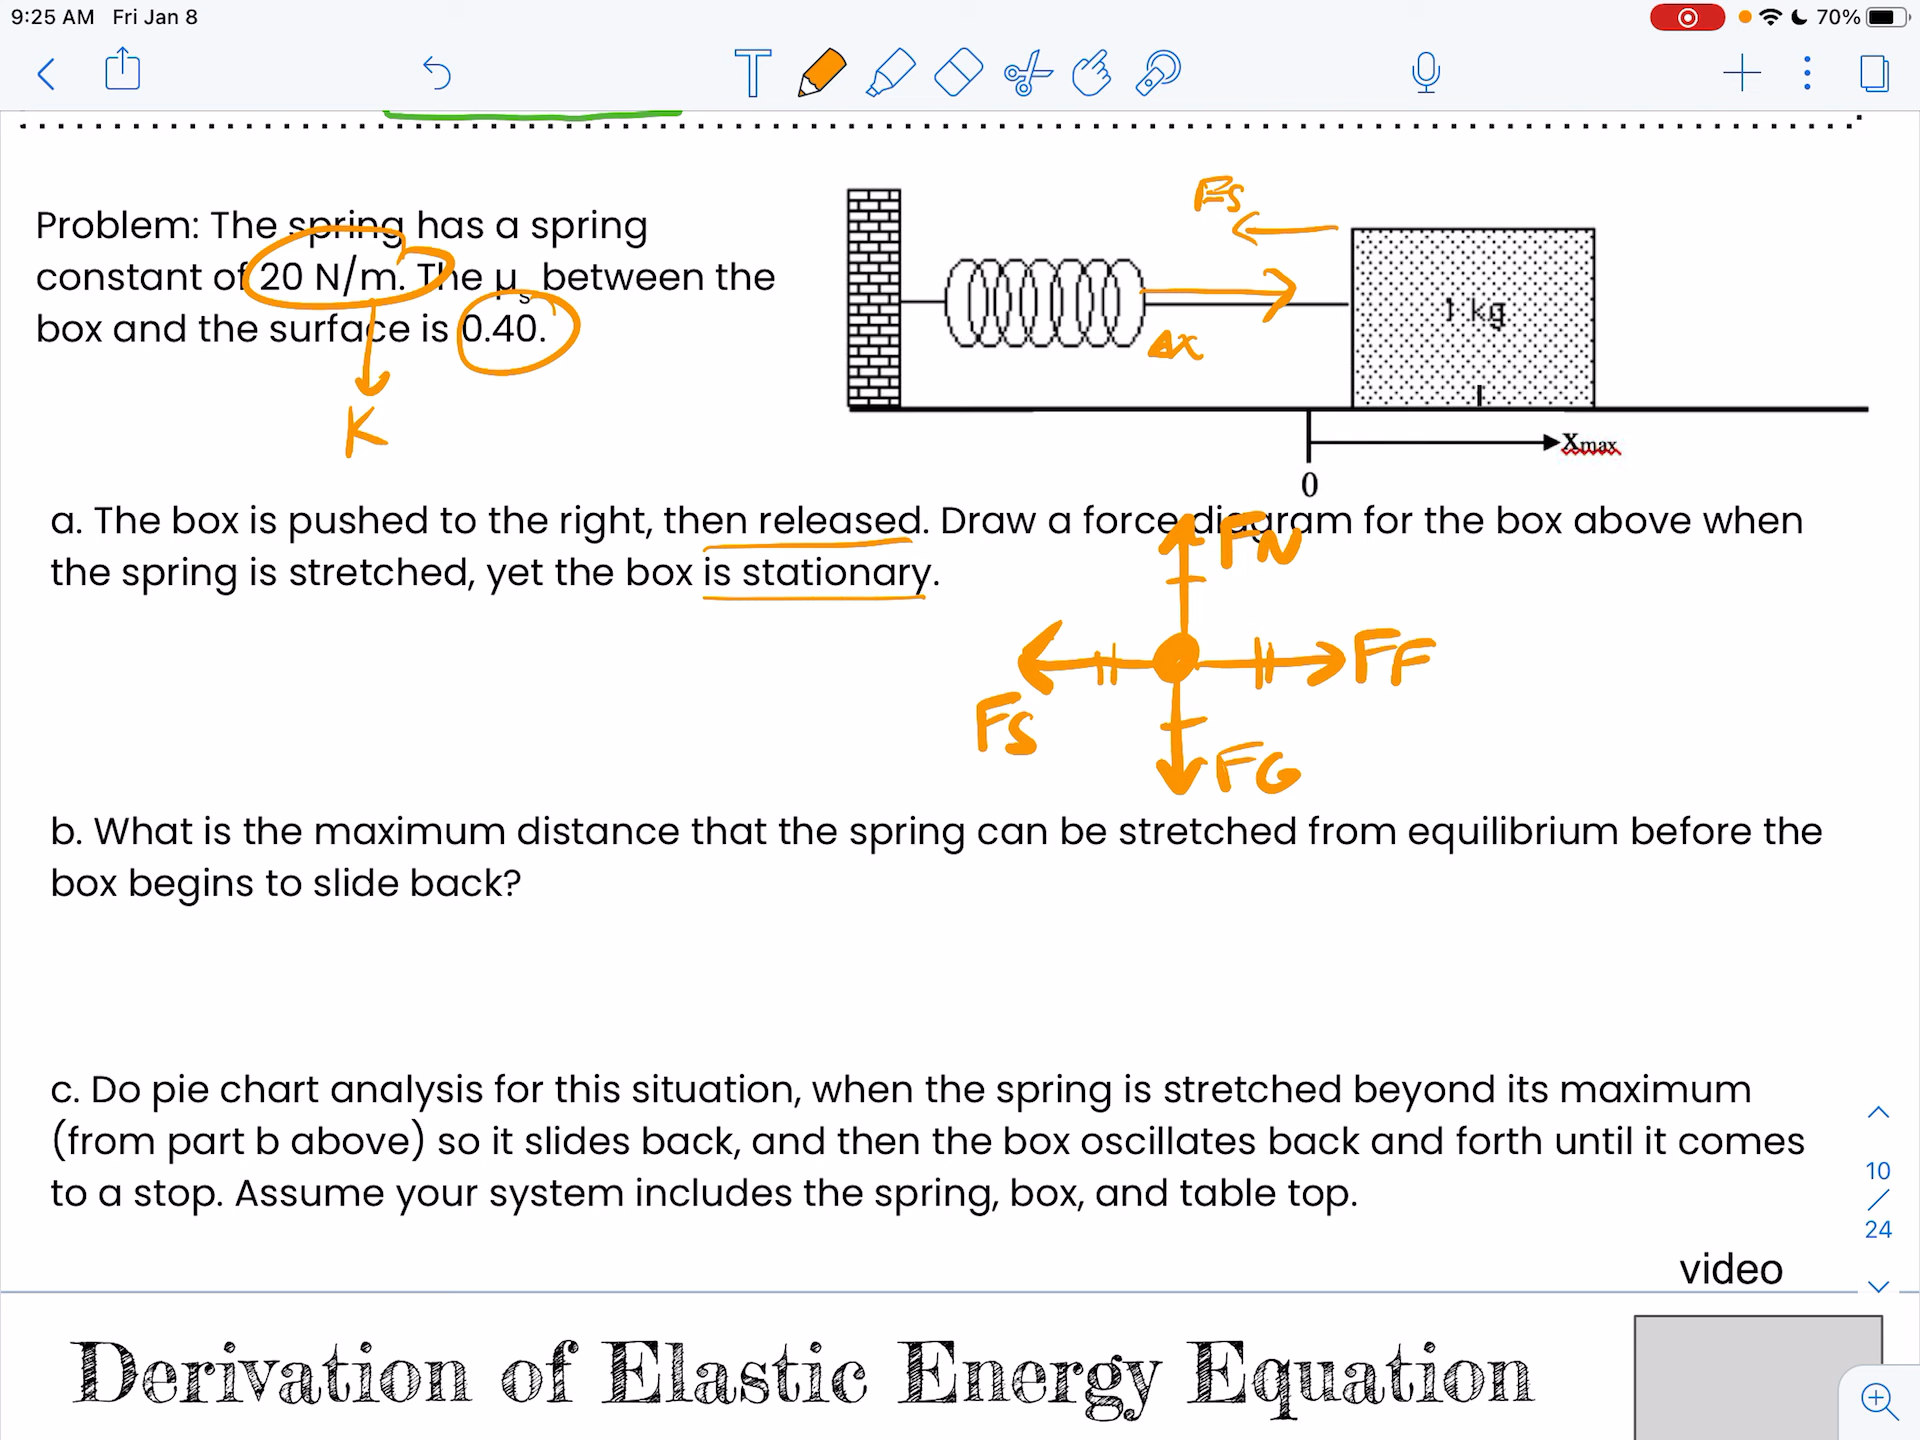 9:25 AM Fri Jan 8
70%
Problem: The spring has a spring
constant of 20 N/m. The μs between the
box and the surface is 0.40.
K
Fs
Δx
1 kg
xmax
0
a. The box is pushed to the right, then released. Draw a force diagram for the box above when
the spring is stretched, yet the box is stationary.
FN
FF
FS
FG
b. What is the maximum distance that the spring can be stretched from equilibrium before the
box begins to slide back?
c. Do pie chart analysis for this situation, when the spring is stretched beyond its maximum
(from part b above) so it slides back, and then the box oscillates back and forth until it comes
to a stop. Assume your system includes the spring, box, and table top.
10
/
24
video
Derivation of Elastic Energy Equation